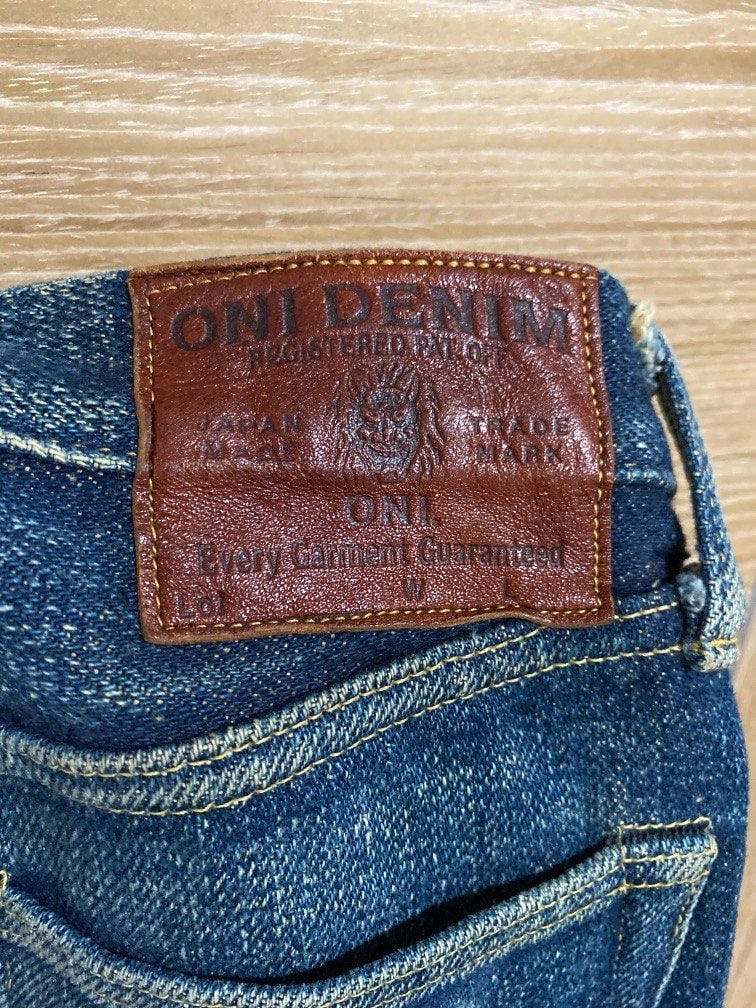 ONI DENIM
REGISTERED PAT. OFF.
JAPAN MADE
TRADE MARK
ONI.
Every Garment Guaranteed
Lot W L